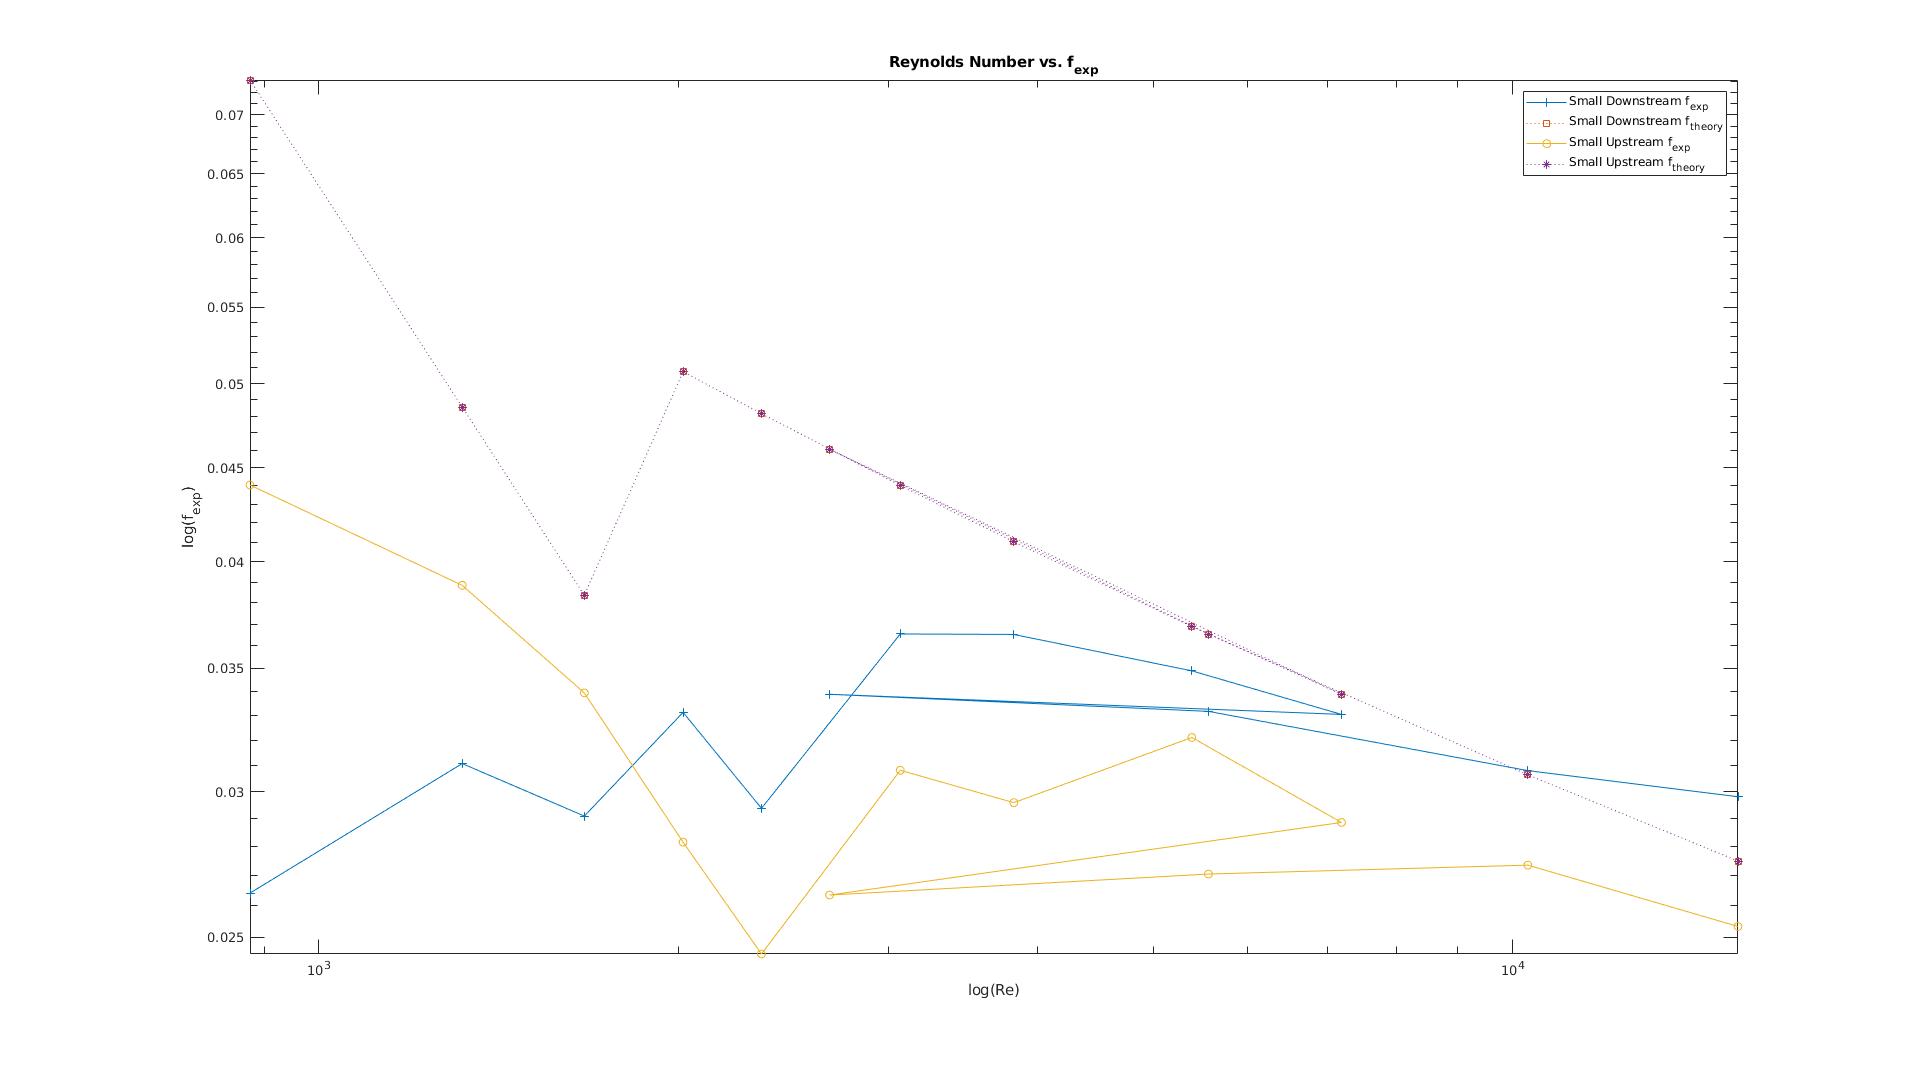 Reynolds Number vs. f_exp
Small Downstream f_exp
Small Downstream f_theory
Small Upstream f_exp
Small Upstream f_theory
0.07
0.065
0.06
0.055
0.05
0.045
0.04
0.035
0.03
0.025
log(f_exp)
10^3
10^4
log(Re)